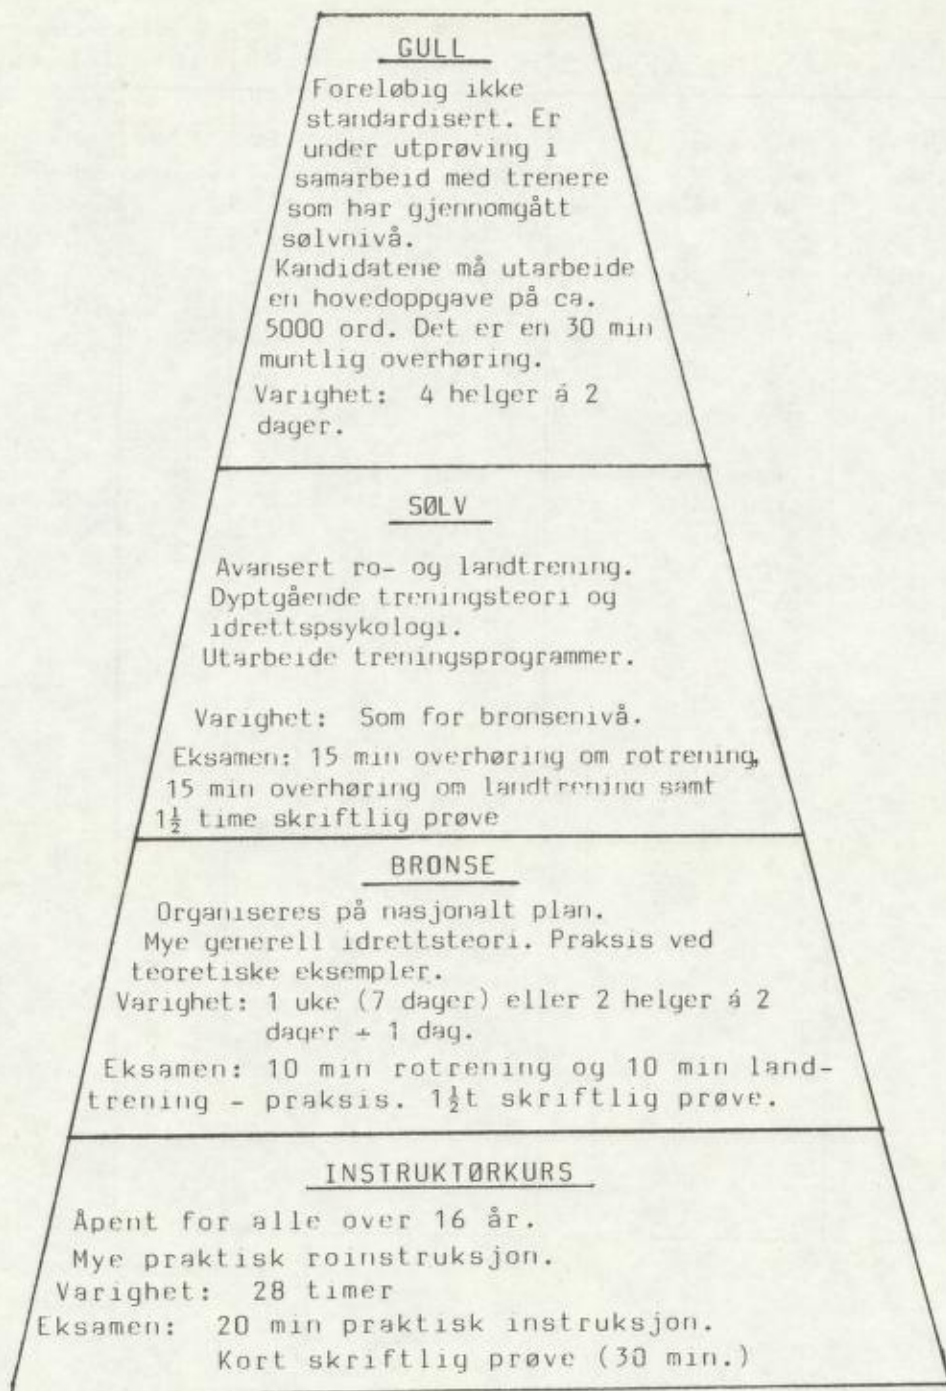 GULL
Foreløbig ikke
standardisert. Er
under utprøving i
samarbeid med trenere
som har gjennomgått
sølvnivå.
Kandidatene må utarbeide
en hovedoppgave på ca.
5000 ord. Det er en 30 min
muntlig overhøring.
Varighet: 4 helger á 2
dager.
SØLV
Avansert ro- og landtrening.
Dyptgående treningsteori og
idrettspsykologi.
Utarbeide treningsprogrammer.
Varighet: Som for bronsenivå.
Eksamen: 15 min overhøring om rotrening,
15 min overhøring om landtrening samt
1½ time skriftlig prøve
BRONSE
Organiseres på nasjonalt plan.
Mye generell idrettsteori. Praksis ved
teoretiske eksempler.
Varighet: 1 uke (7 dager) eller 2 helger á 2
dager + 1 dag.
Eksamen: 10 min rotrening og 10 min land-
trening - praksis. 1½t skriftlig prøve.
INSTRUKTØRKURS
Åpent for alle over 16 år.
Mye praktisk roinstruksjon.
Varighet: 28 timer
Eksamen: 20 min praktisk instruksjon.
Kort skriftlig prøve (30 min.)